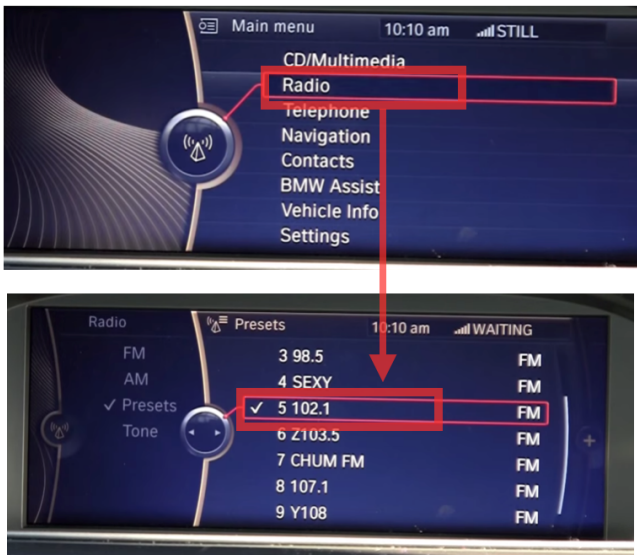 Main menu 10:10 am STILL
CD/Multimedia
Radio
Telephone
Navigation
Contacts
BMW Assist
Vehicle Info
Settings
Radio Presets 10:10 am WAITING
FM
AM
✓ Presets
Tone
3 98.5 FM
4 SEXY FM
✓ 5 102.1 FM
6 Z103.5 FM
7 CHUM FM FM
8 107.1 FM
9 Y108 FM